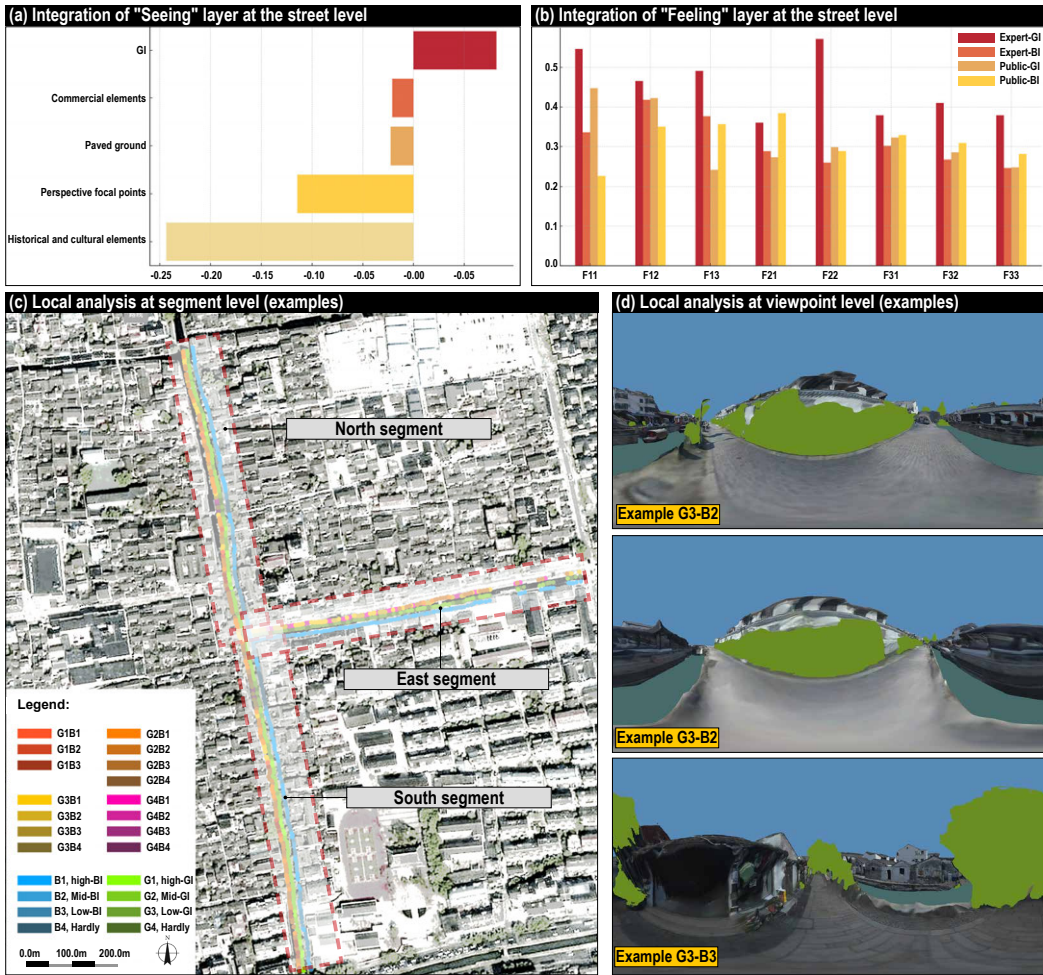 (a) Integration of "Seeing" layer at the street level
GI
Commercial elements
Paved ground
Perspective focal points
Historical and cultural elements
-0.25 -0.20 -0.15 -0.10 -0.05 -0.00 -0.05
(b) Integration of "Feeling" layer at the street level
Expert-GI
Expert-BI
Public-GI
Public-BI
0.5
0.4
0.3
0.2
0.1
0.0
F11 F12 F13 F21 F22 F31 F32 F33
(c) Local analysis at segment level (examples)
North segment
East segment
South segment
Legend:
G1B1 G2B1
G1B2 G2B2
G1B3 G2B3
G2B4
G3B1 G4B1
G3B2 G4B2
G3B3 G4B3
G3B4 G4B4
B1, high-BI G1, high-GI
B2, Mid-BI G2, Mid-GI
B3, Low-BI G3, Low-GI
B4, Hardly G4, Hardly
0.0m 100.0m 200.0m
(d) Local analysis at viewpoint level (examples)
Example G3-B2
Example G3-B2
Example G3-B3